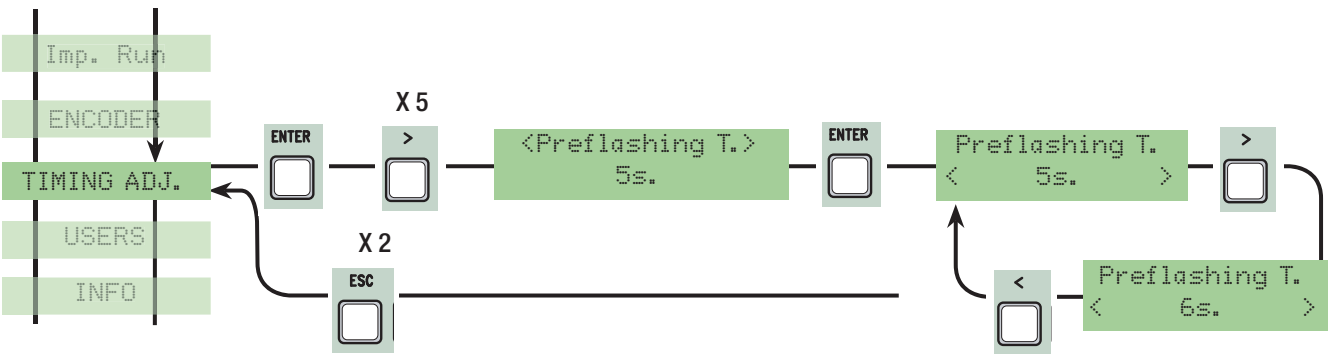 Imp. Run
ENCODER
TIMING ADJ.
USERS
INFO
ENTER
X 5
>
<Preflashing T.>
5s.
ENTER
Preflashing T.
< 5s. >
>
X 2
ESC
<
Preflashing T.
< 6s. >